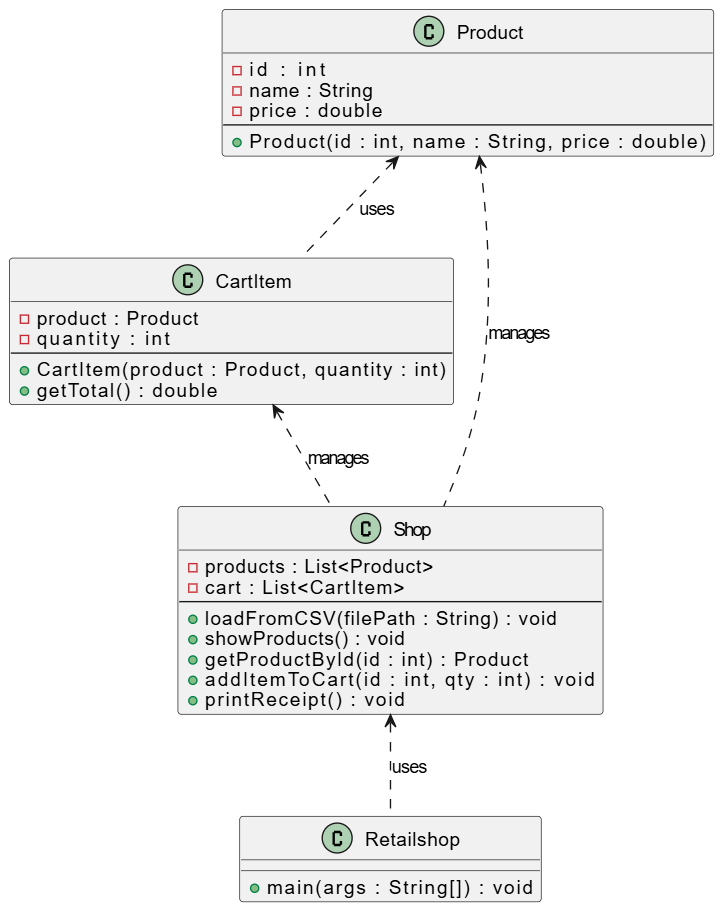 C Product
id : int
name : String
price : double
Product(id : int, name : String, price : double)
uses
C CartItem
product : Product
quantity : int
CartItem(product : Product, quantity : int)
getTotal() : double
manages
manages
C Shop
products : List<Product>
cart : List<CartItem>
loadFromCSV(filePath : String) : void
showProducts() : void
getProductById(id : int) : Product
addItemToCart(id : int, qty : int) : void
printReceipt() : void
uses
C Retailshop
main(args : String[]) : void